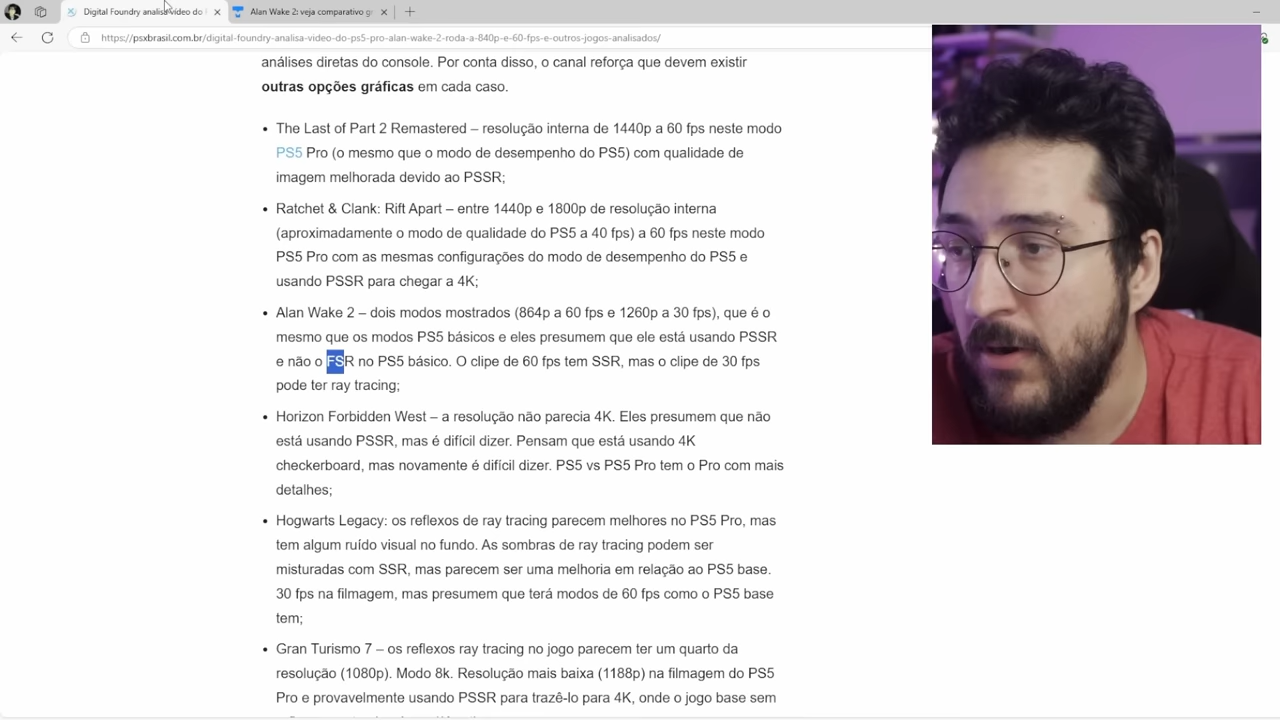 Digital Foundry analisa vídeo do
Alan Wake 2: veja comparativo gr
https://psxbrasil.com.br/digital-foundry-analisa-video-do-ps5-pro-alan-wake-2-roda-a-840p-e-60-fps-e-outros-jogos-analisados/
análises diretas do console. Por conta disso, o canal reforça que devem existir
outras opções gráficas em cada caso.
• The Last of Part 2 Remastered – resolução interna de 1440p a 60 fps neste modo
PS5 Pro (o mesmo que o modo de desempenho do PS5) com qualidade de
imagem melhorada devido ao PSSR;
• Ratchet & Clank: Rift Apart – entre 1440p e 1800p de resolução interna
(aproximadamente o modo de qualidade do PS5 a 40 fps) a 60 fps neste modo
PS5 Pro com as mesmas configurações do modo de desempenho do PS5 e
usando PSSR para chegar a 4K;
• Alan Wake 2 – dois modos mostrados (864p a 60 fps e 1260p a 30 fps), que é o
mesmo que os modos PS5 básicos e eles presumem que ele está usando PSSR
e não o FSR no PS5 básico. O clipe de 60 fps tem SSR, mas o clipe de 30 fps
pode ter ray tracing;
• Horizon Forbidden West – a resolução não parecia 4K. Eles presumem que não
está usando PSSR, mas é difícil dizer. Pensam que está usando 4K
checkerboard, mas novamente é difícil dizer. PS5 vs PS5 Pro tem o Pro com mais
detalhes;
• Hogwarts Legacy: os reflexos de ray tracing parecem melhores no PS5 Pro, mas
tem algum ruído visual no fundo. As sombras de ray tracing podem ser
misturadas com SSR, mas parecem ser uma melhoria em relação ao PS5 base.
30 fps na filmagem, mas presumem que terá modos de 60 fps como o PS5 base
tem;
• Gran Turismo 7 – os reflexos ray tracing no jogo parecem ter um quarto da
resolução (1080p). Modo 8k. Resolução mais baixa (1188p) na filmagem do PS5
Pro e provavelmente usando PSSR para trazê-lo para 4K, onde o jogo base sem